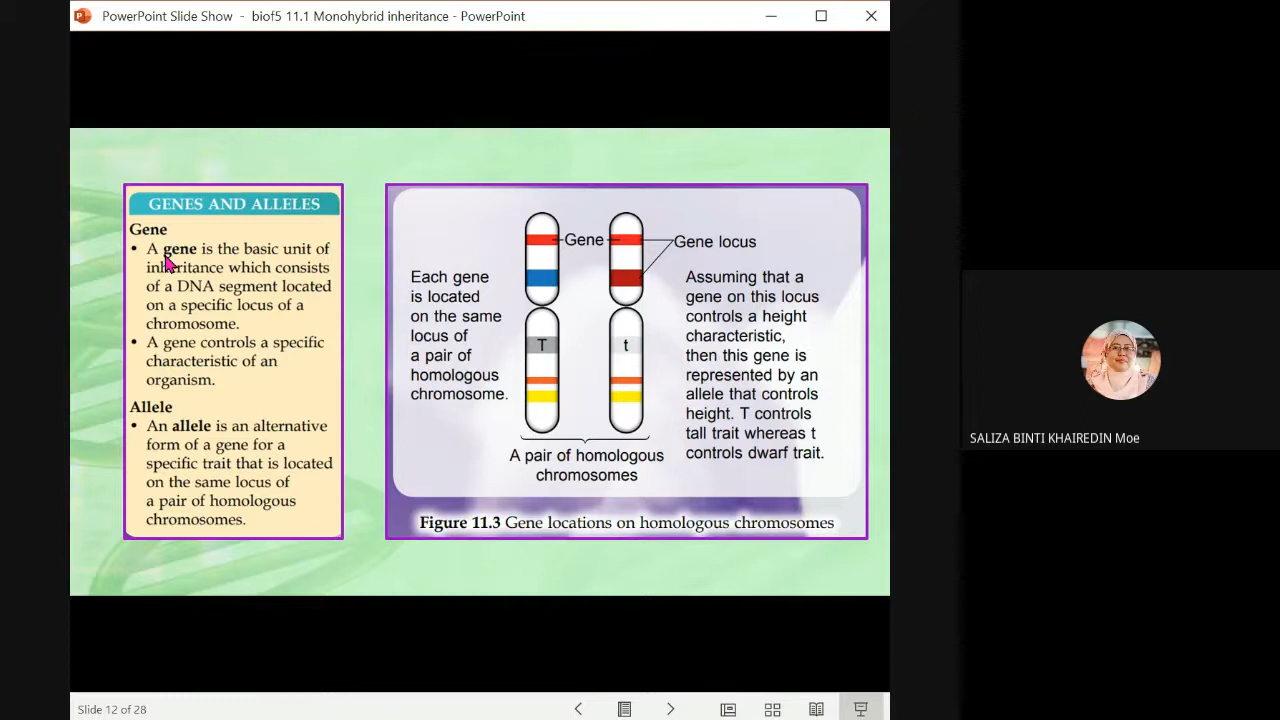 PowerPoint Slide Show - biof5 11.1 Monohybrid inheritance - PowerPoint
GENES AND ALLELES
Gene
• A gene is the basic unit of
inheritance which consists
of a DNA segment located
on a specific locus of a
chromosome.
• A gene controls a specific
characteristic of an
organism.
Allele
• An allele is an alternative
form of a gene for a
specific trait that is located
on the same locus of
a pair of homologous
chromosomes.
Each gene
is located
on the same
locus of
a pair of
homologous
chromosome.
Gene
Gene locus
T
t
Assuming that a
gene on this locus
controls a height
characteristic,
then this gene is
represented by an
allele that controls
height. T controls
tall trait whereas t
controls dwarf trait.
A pair of homologous
chromosomes
Figure 11.3 Gene locations on homologous chromosomes
SALIZA BINTI KHAIREDIN Moe
Slide 12 of 28